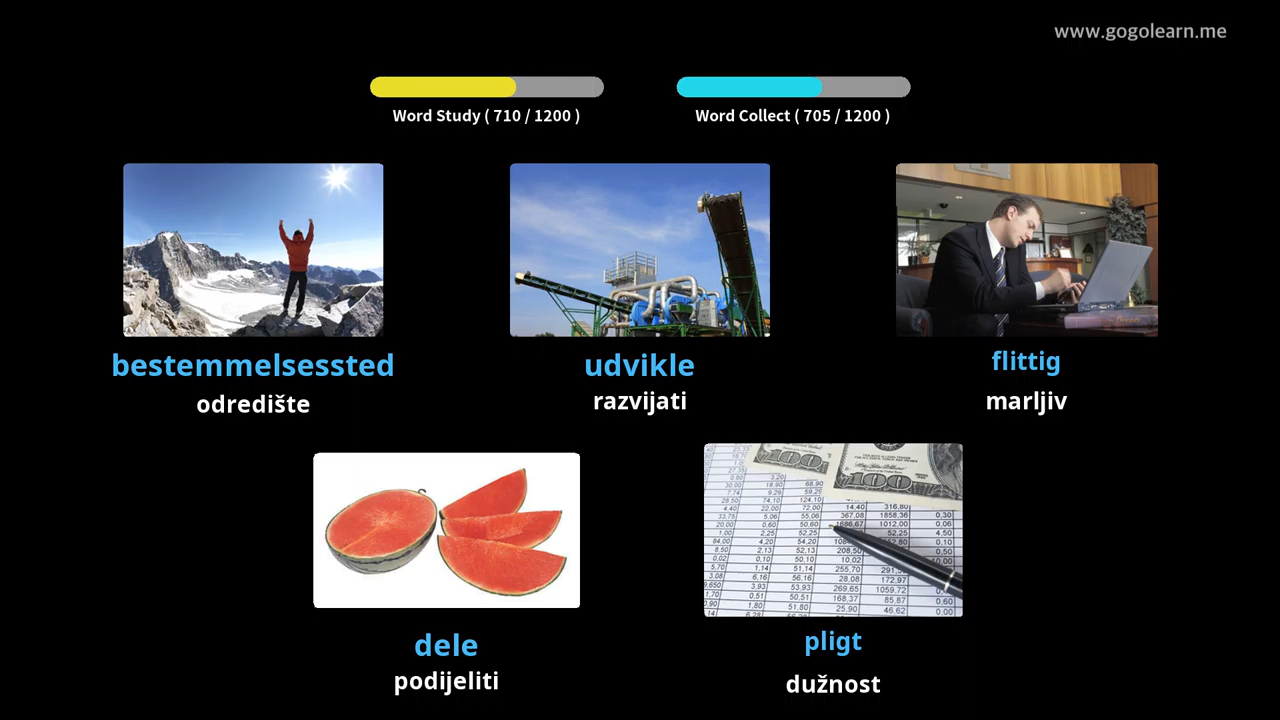 www.gogolearn.me
Word Study ( 710 / 1200 )
Word Collect ( 705 / 1200 )
bestemmelsessted
odredište
udvikle
razvijati
flittig
marljiv
dele
podijeliti
pligt
dužnost